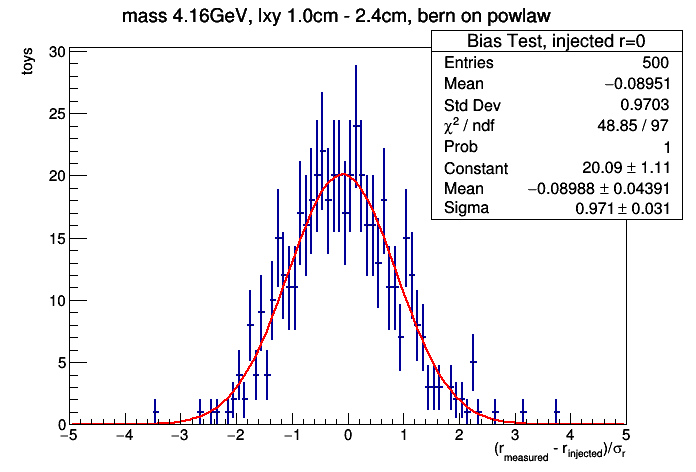 mass 4.16GeV, lxy 1.0cm - 2.4cm, bern on powlaw
Bias Test, injected r=0
Entries 500
Mean −0.08951
Std Dev 0.9703
χ² / ndf 48.85 / 97
Prob 1
Constant 20.09 ± 1.11
Mean −0.08988 ± 0.04391
Sigma 0.971 ± 0.031
toys
30
25
20
15
10
5
0
−5 −4 −3 −2 −1 0 1 2 3 4 5
(r_measured - r_injected)/σ_r